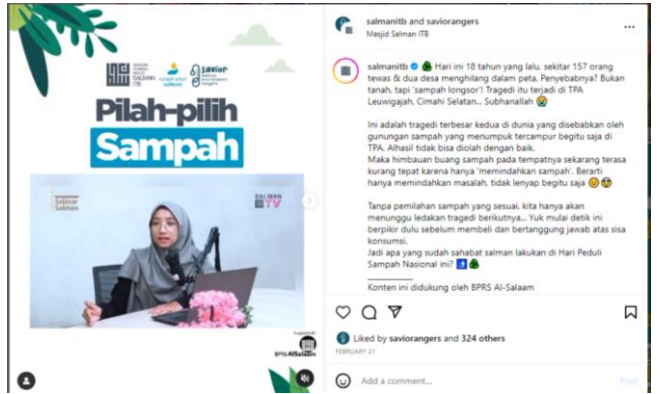 SALMAN
ITB
savior
Pilah-pilih
Sampah
Selasar
Salman
SALMAN
TV
Supported:
BPRS AlSalaam
salmanitb and saviorangers
Masjid Salman ITB
salmanitb Hari ini 18 tahun yang lalu, sekitar 157 orang
tewas & dua desa menghilang dalam peta. Penyebabnya? Bukan
tanah, tapi 'sampah longsor'! Tragedi itu terjadi di TPA
Leuwigajah. Cimahi Selatan... Subhanallah
Ini adalah tragedi terbesar kedua di dunia yang disebabkan oleh
gunungan sampah yang menumpuk tercampur begitu saja di
TPA. Alhasil tidak bisa diolah dengan baik.
Maka himbauan buang sampah pada tempatnya sekarang terasa
kurang tepat karena hanya 'memindahkan sampah'. Berarti
hanya memindahkan masalah, tidak lenyap begitu saja
Tanpa pemilahan sampah yang sesuai, kita hanya akan
menunggu ledakan tragedi berikutnya... Yuk mulai detik ini
berpikir dulu sebelum membeli dan bertanggung jawab atas sisa
konsumsi.
Jadi apa yang sudah sahabat salman lakukan di Hari Peduli
Sampah Nasional ini?
Konten ini didukung oleh BPRS Al-Salaam
Liked by saviorangers and 324 others
FEBRUARY 21
Add a comment...
Post